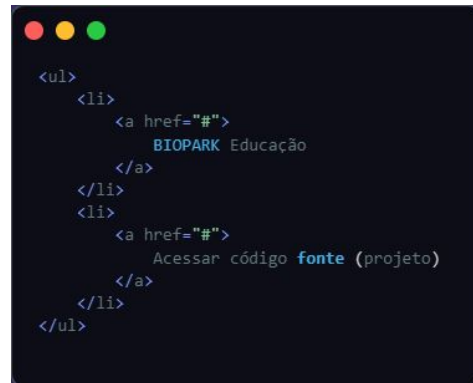 <ul>
<li>
<a href="#">
BIOPARK Educação
</a>
</li>
<li>
<a href="#">
Acessar código fonte (projeto)
</a>
</li>
</ul>